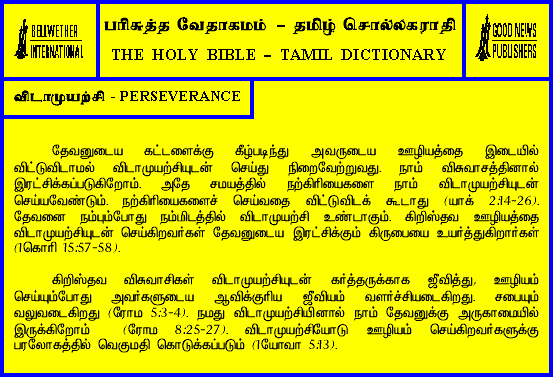 BELLWETHER
INTERNATIONAL
பரிசுத்த வேதாகமம் – தமிழ் சொல்லகராதி
THE HOLY BIBLE – TAMIL DICTIONARY
GOOD NEWS
PUBLISHERS
விடாமுயற்சி - PERSEVERANCE
தேவனுடைய கட்டளைக்கு கீழ்படிந்து அவருடைய ஊழியத்தை இடையில்
விட்டுவிடாமல் விடாமுயற்சியுடன் செய்து நிறைவேற்றுவது. நாம் விசுவாசத்தினால்
இரட்சிக்கப்படுகிறோம். அதே சமயத்தில் நற்கிரியைகளை நாம் விடாமுயற்சியுடன்
செய்யவேண்டும். நற்கிரியைகளைச் செய்வதை விட்டுவிடக் கூடாது (யாக் 2:14-26).
தேவனை நம்பும்போது நம்மிடத்தில் விடாமுயற்சி உண்டாகும். கிறிஸ்தவ ஊழியத்தை
விடாமுயற்சியுடன் செய்கிறவர்கள் தேவனுடைய இரட்சிக்கும் கிருபையை உயர்த்துகிறார்கள்
(1கொரி 15:57-58).
கிறிஸ்தவ விசுவாசிகள் விடாமுயற்சியுடன் கர்த்தருக்காக ஜீவித்து, ஊழியம்
செய்யும்போது அவர்களுடைய ஆவிக்குரிய ஜீவியம் வளர்ச்சியடைகிறது. சபையும்
வலுவடைகிறது (ரோம 5:3-4). நமது விடாமுயற்சியினால் நாம் தேவனுக்கு அருகாமையில்
இருக்கிறோம் (ரோம 8:25-27). விடாமுயற்சியோடு ஊழியம் செய்கிறவர்களுக்கு
பரலோகத்தில் வெகுமதி கொடுக்கப்படும் (1யோவா 5:13).